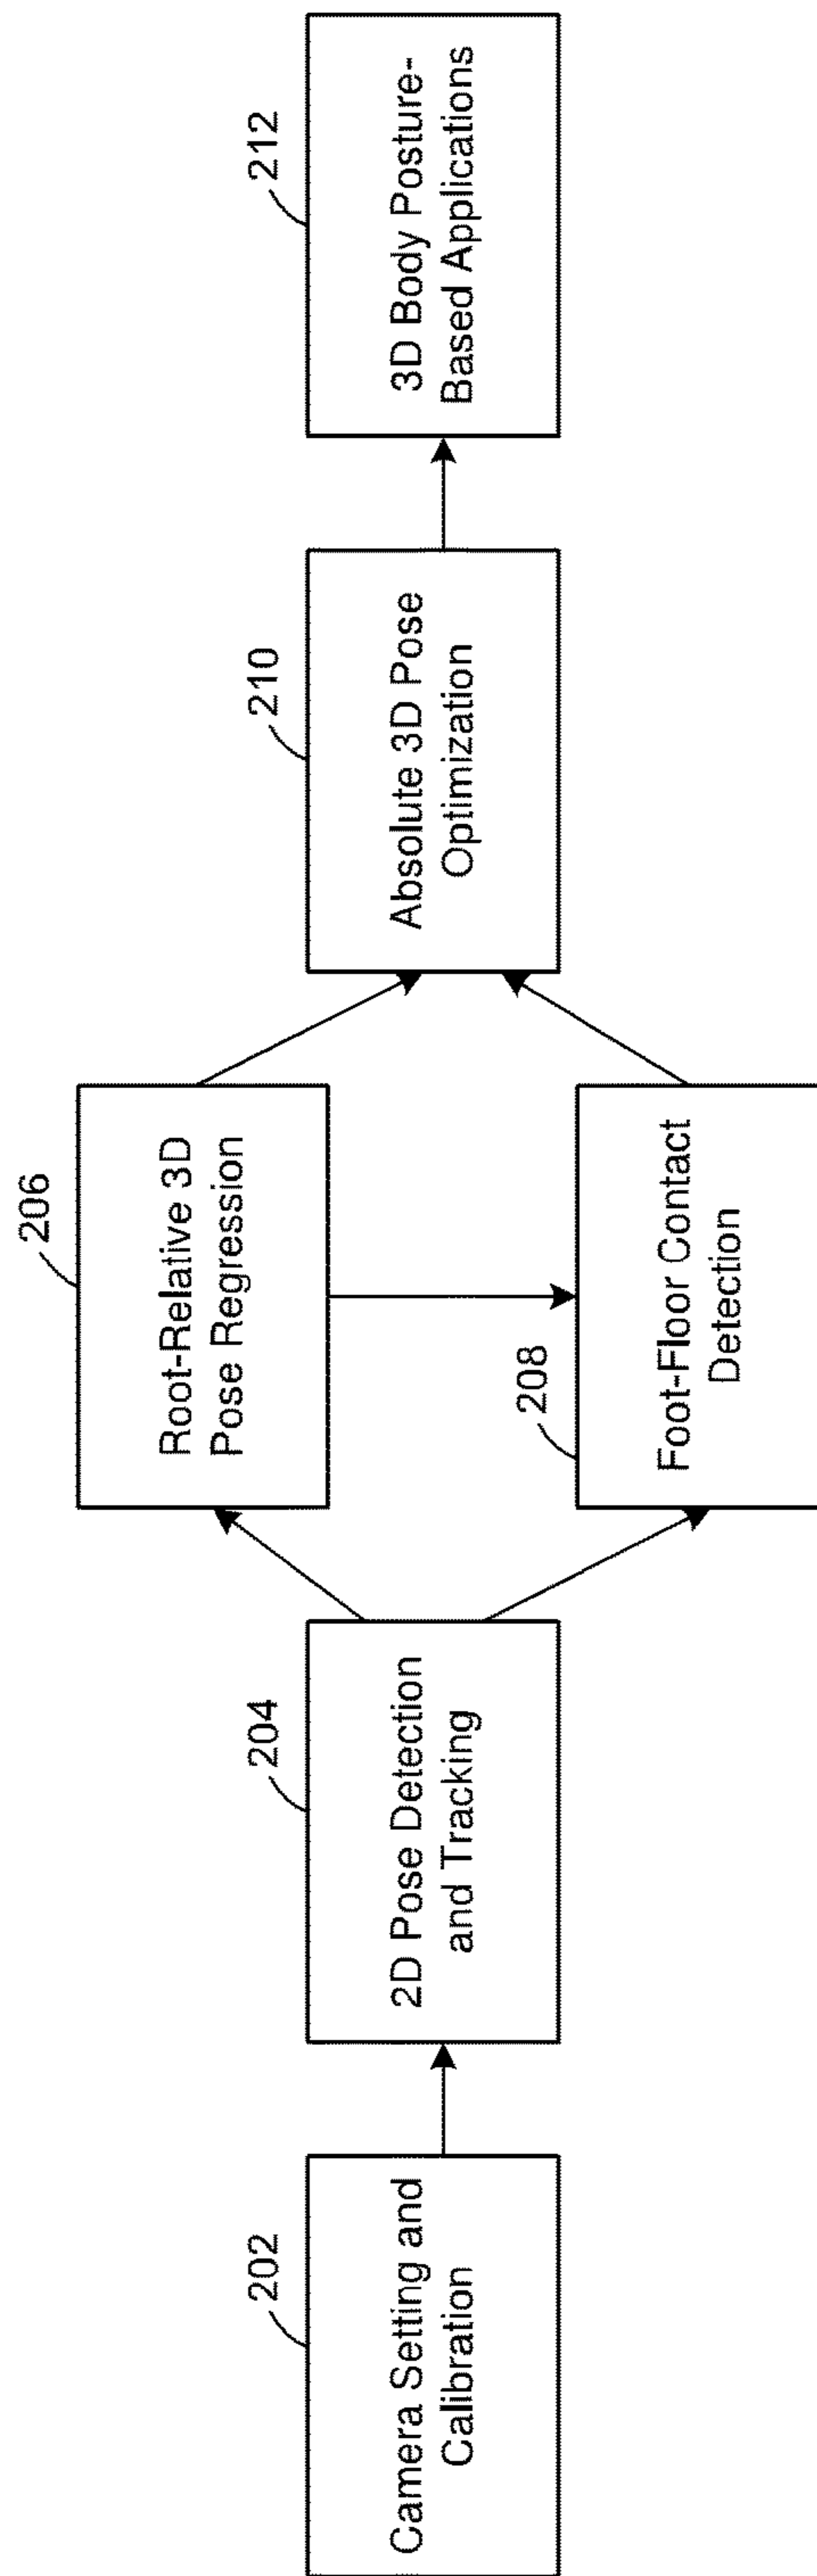 202
Camera Setting and
Calibration
204
2D Pose Detection
and Tracking
206
Root-Relative 3D
Pose Regression
208
Foot-Floor Contact
Detection
210
Absolute 3D Pose
Optimization
212
3D Body Posture-
Based Applications